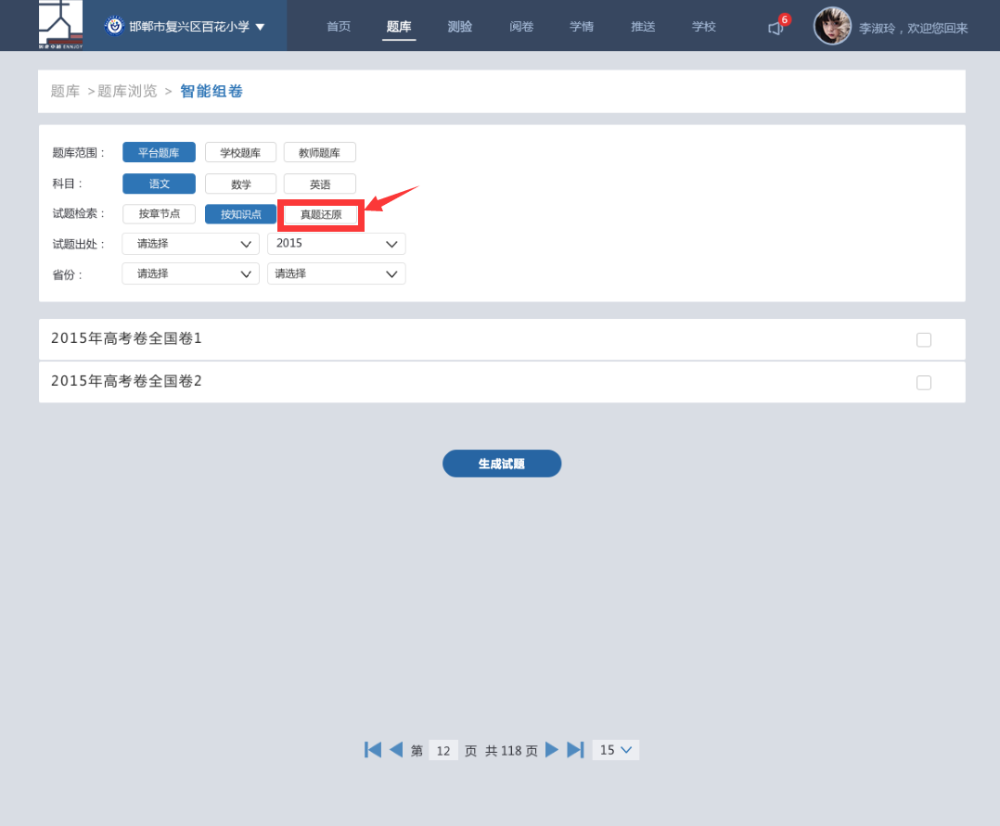 邯郸市复兴区百花小学 首页 题库 测验 阅卷 学情 推送 学校 6 李淑玲，欢迎您回来
题库 >题库浏览 > 智能组卷
题库范围： 平台题库 学校题库 教师题库
科目： 语文 数学 英语
试题检索： 按章节点 按知识点 真题还原
试题出处： 请选择 2015
省份： 请选择 请选择
2015年高考卷全国卷1
2015年高考卷全国卷2
生成试题
第 12 页 共 118 页 15